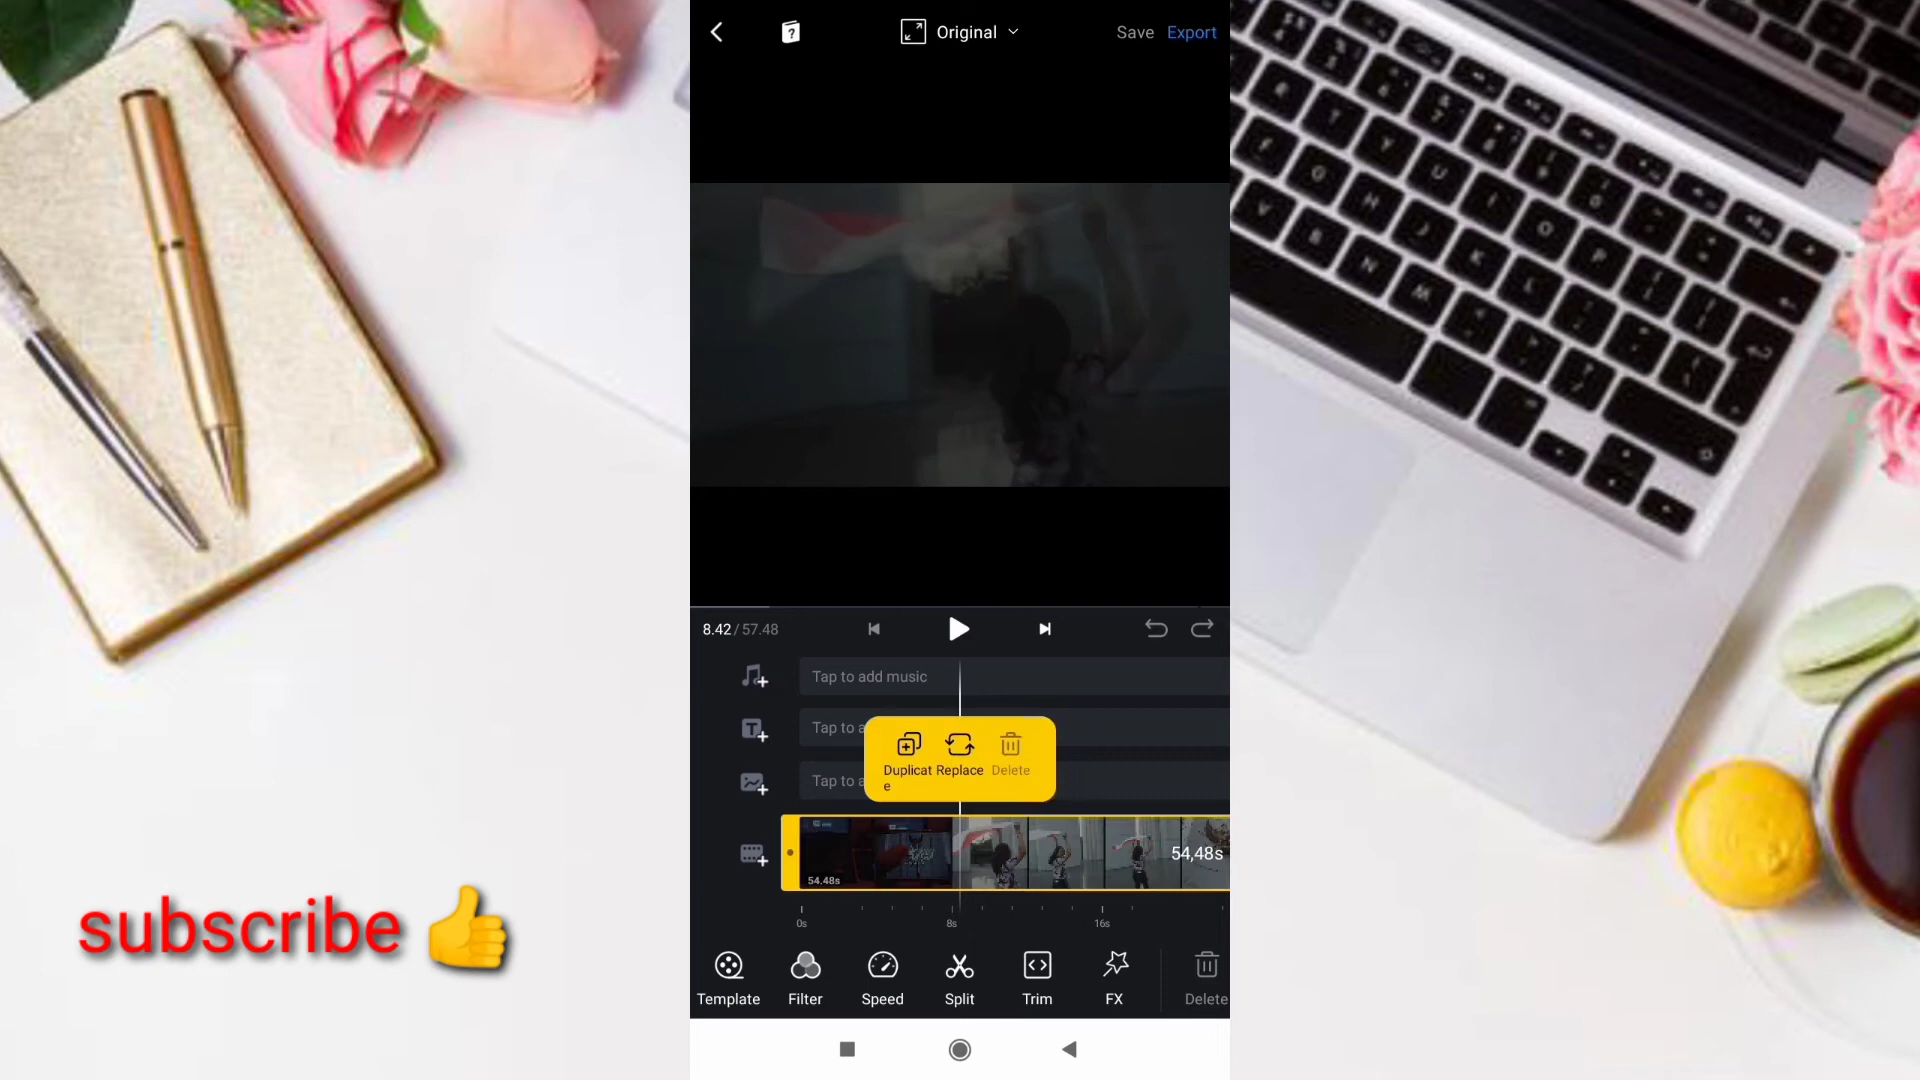 Original
Save
Export
8.42 / 57.48
Tap to add music
Tap to a
Duplicat
e
Replace
Delete
Tap to a
54,48s
54.48s
0s
8s
16s
Template
Filter
Speed
Split
Trim
FX
Delete
subscribe 👍